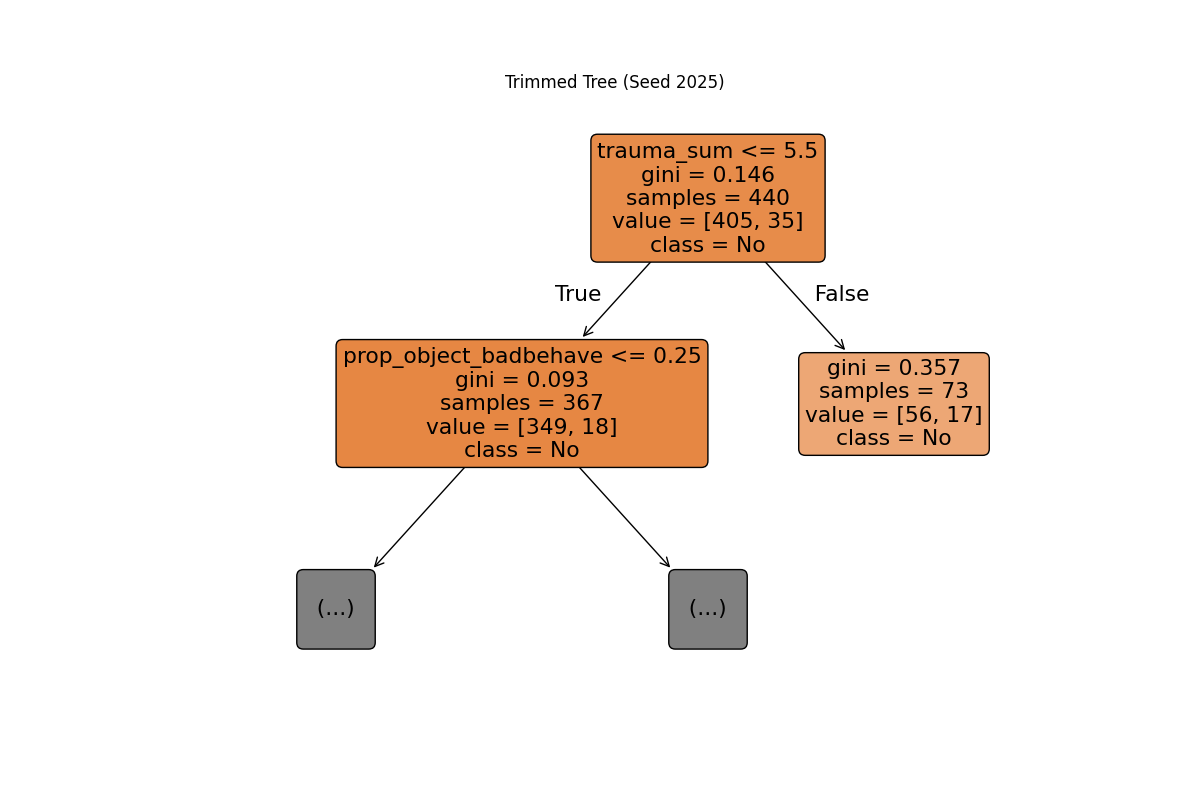 Trimmed Tree (Seed 2025)
trauma_sum <= 5.5
gini = 0.146
samples = 440
value = [405, 35]
class = No
True
False
prop_object_badbehave <= 0.25
gini = 0.093
samples = 367
value = [349, 18]
class = No
gini = 0.357
samples = 73
value = [56, 17]
class = No
(...)
(...)